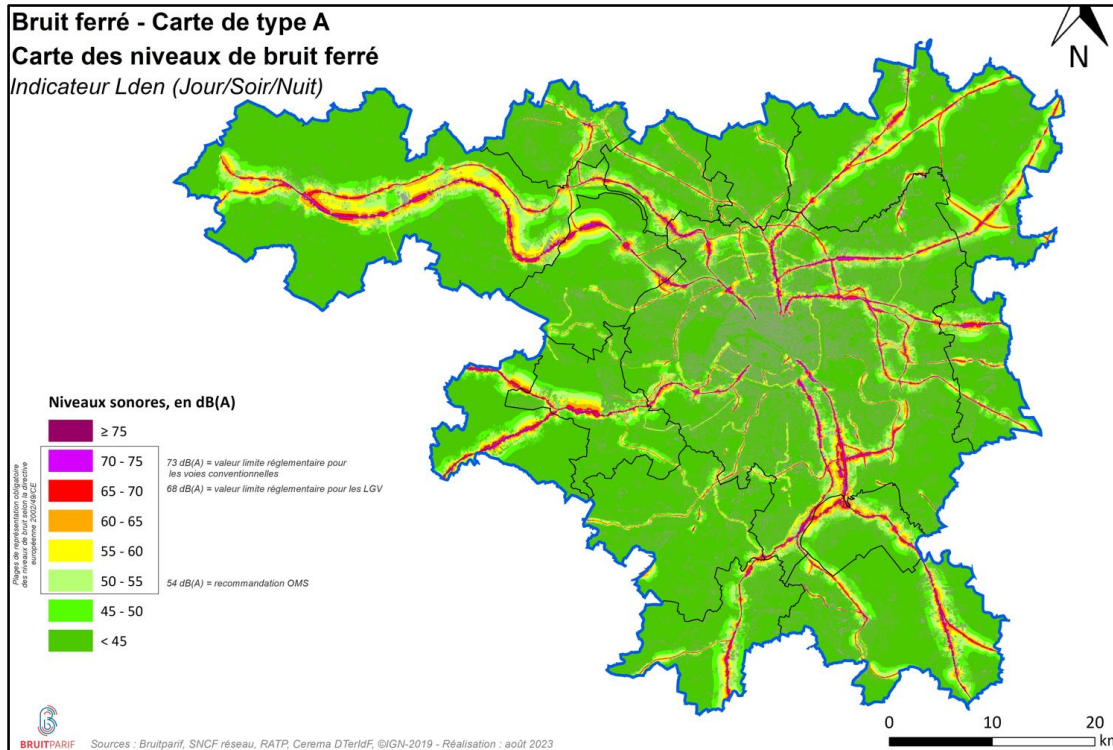 Bruit ferré - Carte de type A
Carte des niveaux de bruit ferré
Indicateur Lden (Jour/Soir/Nuit)
N
Niveaux sonores, en dB(A)
≥ 75
70 - 75
73 dB(A) = valeur limite réglementaire pour
les voies conventionnelles
65 - 70
68 dB(A) = valeur limite réglementaire pour les LGV
60 - 65
55 - 60
50 - 55
54 dB(A) = recommandation OMS
45 - 50
< 45
Plages de représentation obligatoire
des niveaux de bruit selon la directive
européenne 2002/49/CE
0 10 20
km
BRUITPARIF
Sources : Bruitparif, SNCF réseau, RATP, Cerema DTerIdF, ©IGN-2019 - Réalisation : août 2023